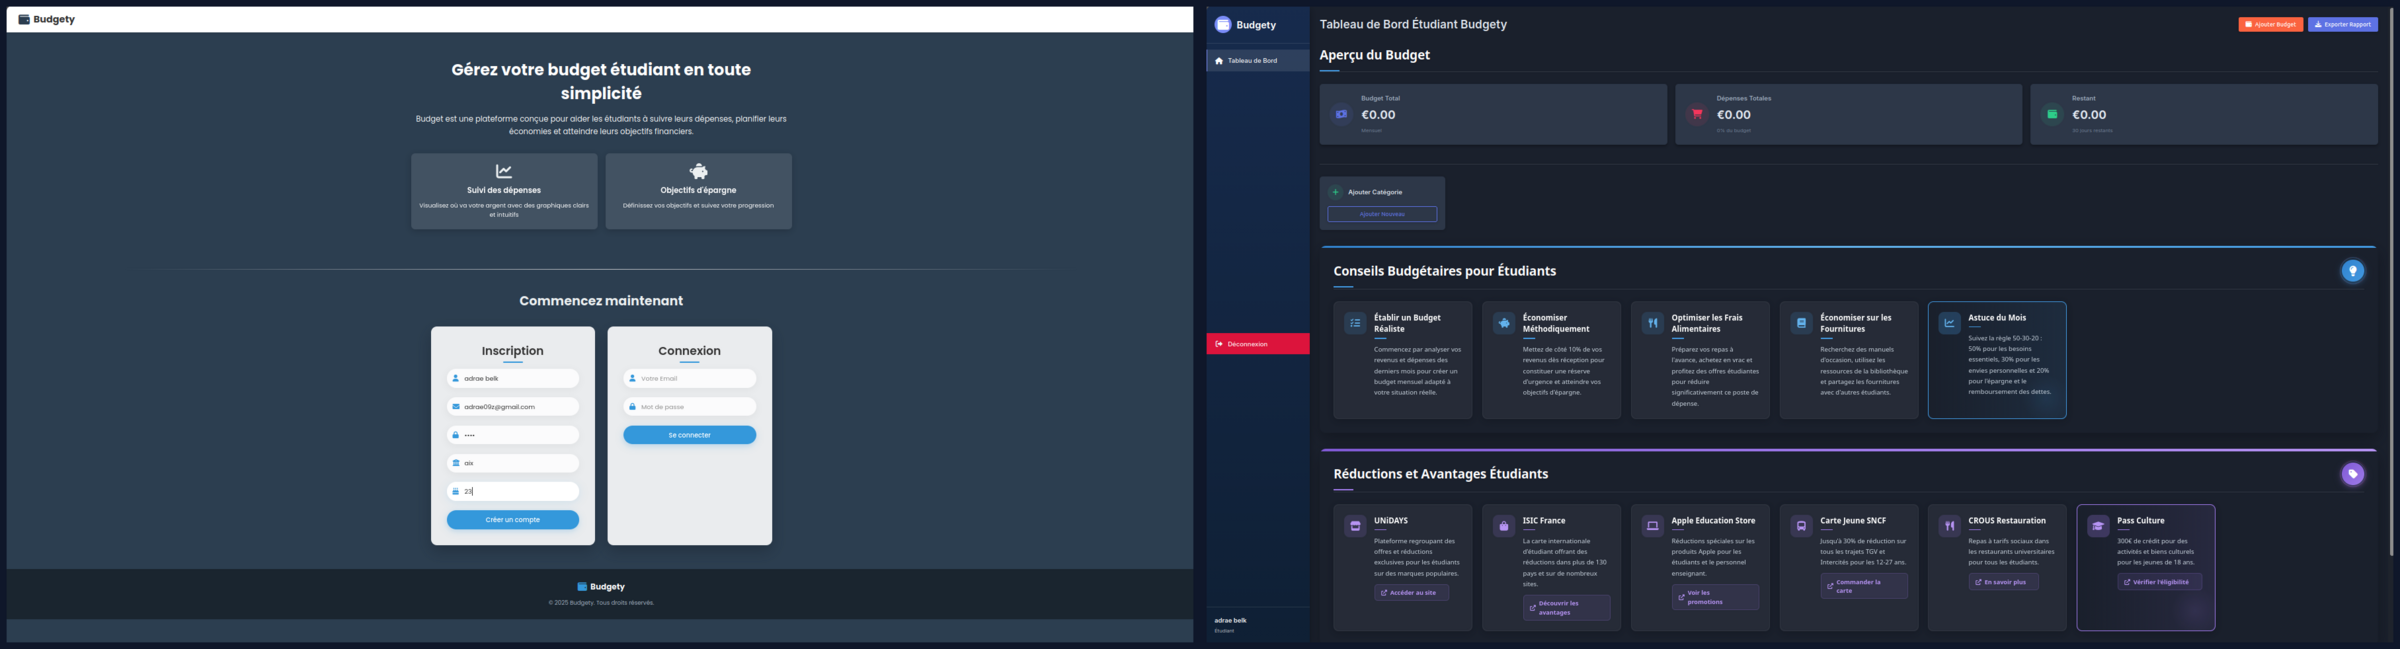 Budgety
Gérez votre budget étudiant en toute
simplicité
Budget est une plateforme conçue pour aider les étudiants à suivre leurs dépenses, planifier leurs
économies et atteindre leurs objectifs financiers.
Suivi des dépenses
Visualisez où va votre argent avec des graphiques clairs
et intuitifs
Objectifs d'épargne
Définissez vos objectifs et suivez votre progression
Commencez maintenant
Inscription
adrae belk
adrae09z@gmail.com
••••
aix
23
Créer un compte
Connexion
Votre Email
Mot de passe
Se connecter
Budgety
© 2025 Budgety. Tous droits réservés.
Budgety
Tableau de Bord
Déconnexion
adrae belk
Étudiant
Tableau de Bord Étudiant Budgety
Ajouter Budget
Exporter Rapport
Aperçu du Budget
Budget Total
€0.00
Mensuel
Dépenses Totales
€0.00
0% du budget
Restant
€0.00
30 jours restants
Ajouter Catégorie
Ajouter Nouveau
Conseils Budgétaires pour Étudiants
Établir un Budget
Réaliste
Commencez par analyser vos
revenus et dépenses des
derniers mois pour créer un
budget mensuel adapté à
votre situation réelle.
Économiser
Méthodiquement
Mettez de côté 10% de vos
revenus dès réception pour
constituer une réserve
d'urgence et atteindre vos
objectifs d'épargne.
Optimiser les Frais
Alimentaires
Préparez vos repas à
l'avance, achetez en vrac et
profitez des offres étudiantes
pour réduire
significativement ce poste de
dépense.
Économiser sur les
Fournitures
Recherchez des manuels
d'occasion, utilisez les
ressources de la bibliothèque
et partagez les fournitures
avec d'autres étudiants.
Astuce du Mois
Suivez la règle 50-30-20 :
50% pour les besoins
essentiels, 30% pour les
envies personnelles et 20%
pour l'épargne et le
remboursement des dettes.
Réductions et Avantages Étudiants
UNiDAYS
Plateforme regroupant des
offres et réductions
exclusives pour les étudiants
sur des marques populaires.
Accéder au site
ISIC France
La carte internationale
d'étudiant offrant des
réductions dans plus de 130
pays et sur de nombreux
sites.
Découvrir les
avantages
Apple Education Store
Réductions spéciales sur les
produits Apple pour les
étudiants et le personnel
enseignant.
Voir les
promotions
Carte Jeune SNCF
Jusqu'à 30% de réduction sur
tous les trajets TGV et
Intercités pour les 12-27 ans.
Commander la
carte
CROUS Restauration
Repas à tarifs sociaux dans
les restaurants universitaires
pour tous les étudiants.
En savoir plus
Pass Culture
300€ de crédit pour des
activités et biens culturels
pour les jeunes de 18 ans.
Vérifier l'éligibilité